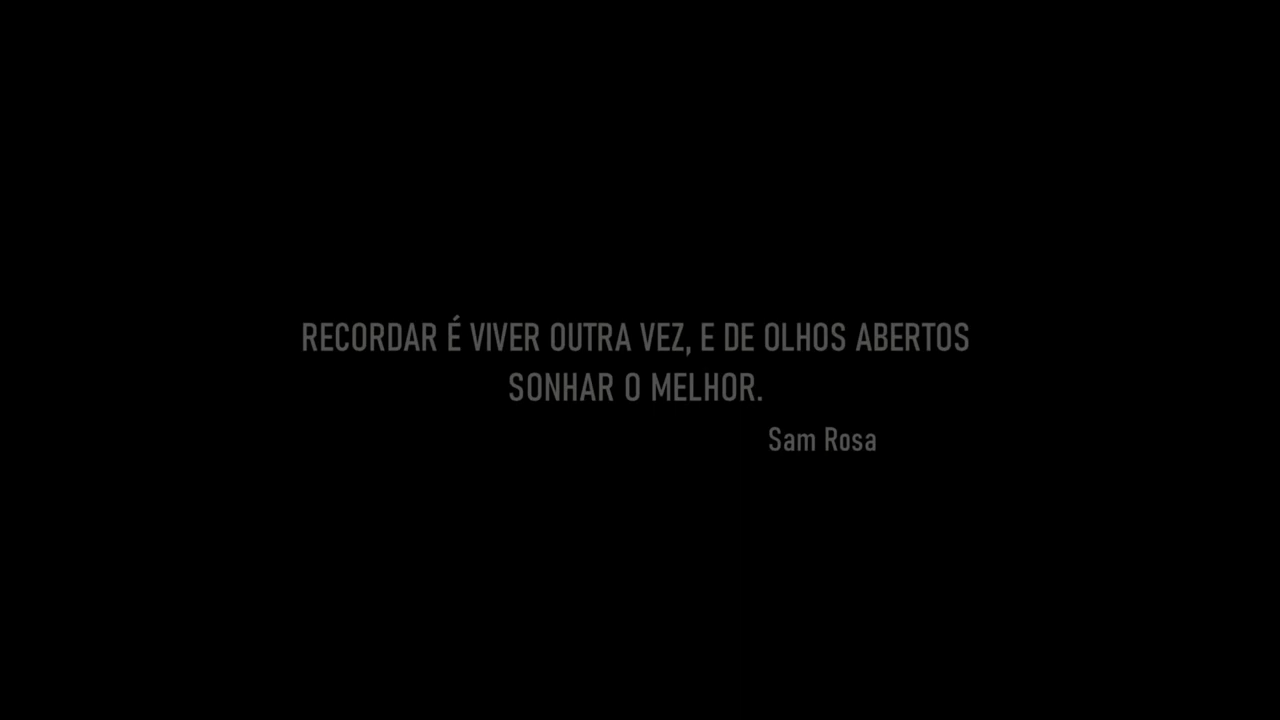 RECORDAR É VIVER OUTRA VEZ, E DE OLHOS ABERTOS
SONHAR O MELHOR.
Sam Rosa